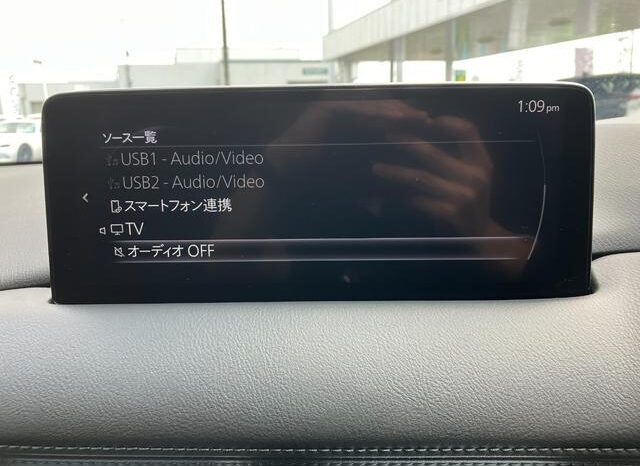 1:09pm
ソース一覧
USB1 - Audio/Video
USB2 - Audio/Video
スマートフォン連携
TV
オーディオ OFF